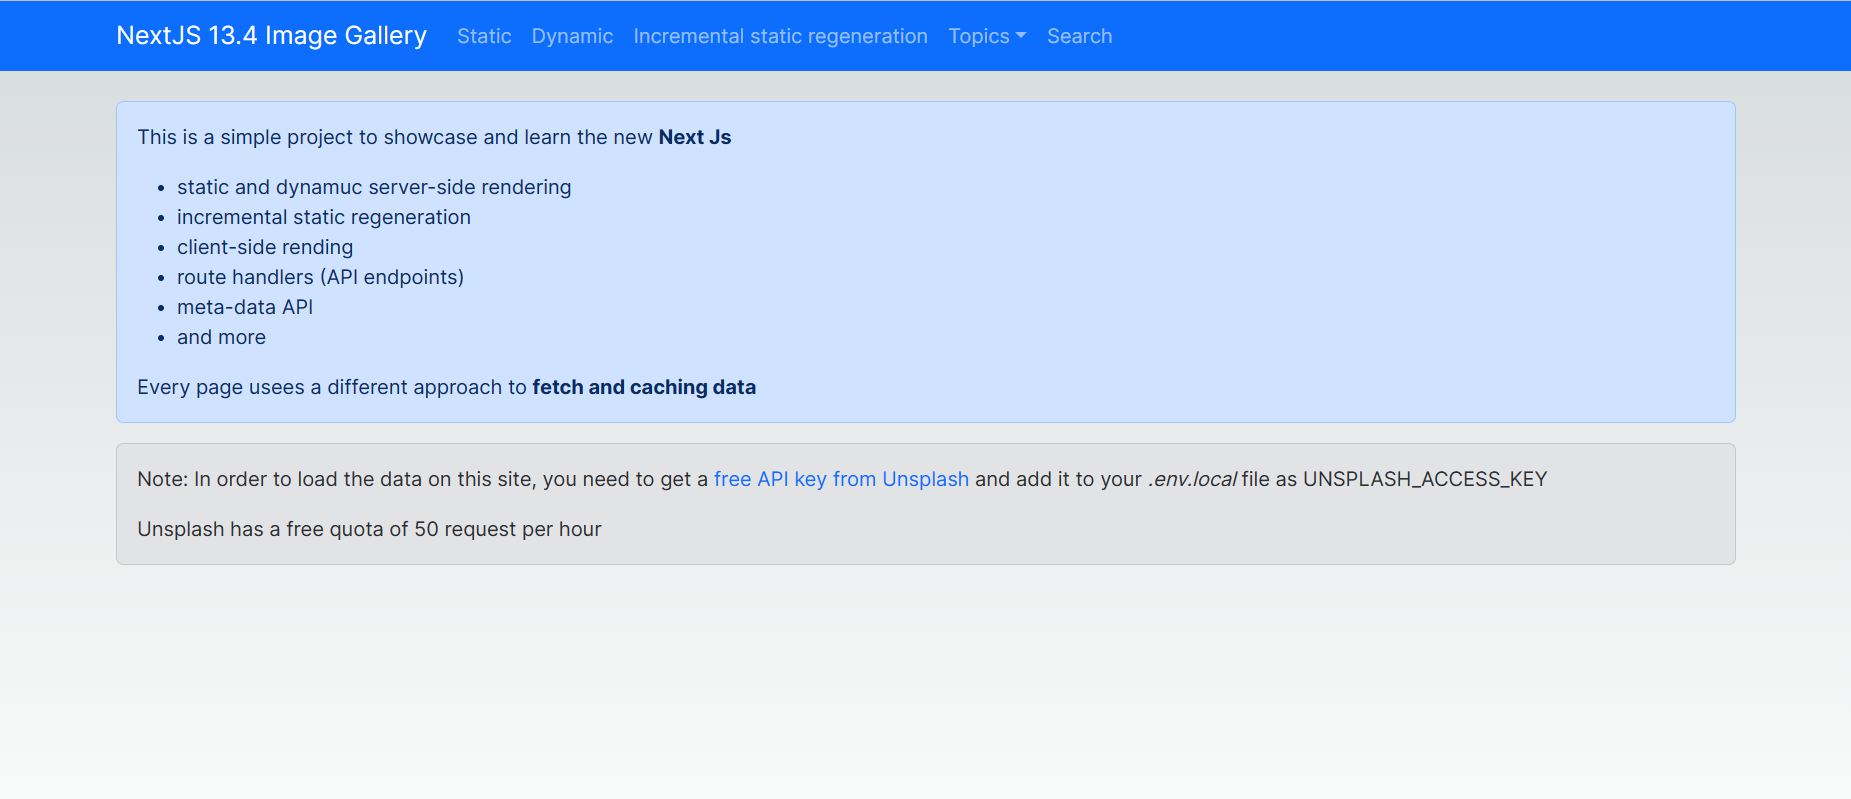 NextJS 13.4 Image Gallery Static Dynamic Incremental static regeneration Topics Search
This is a simple project to showcase and learn the new Next Js
• static and dynamuc server-side rendering
• incremental static regeneration
• client-side rending
• route handlers (API endpoints)
• meta-data API
• and more
Every page usees a different approach to fetch and caching data
Note: In order to load the data on this site, you need to get a free API key from Unsplash and add it to your .env.local file as UNSPLASH_ACCESS_KEY
Unsplash has a free quota of 50 request per hour